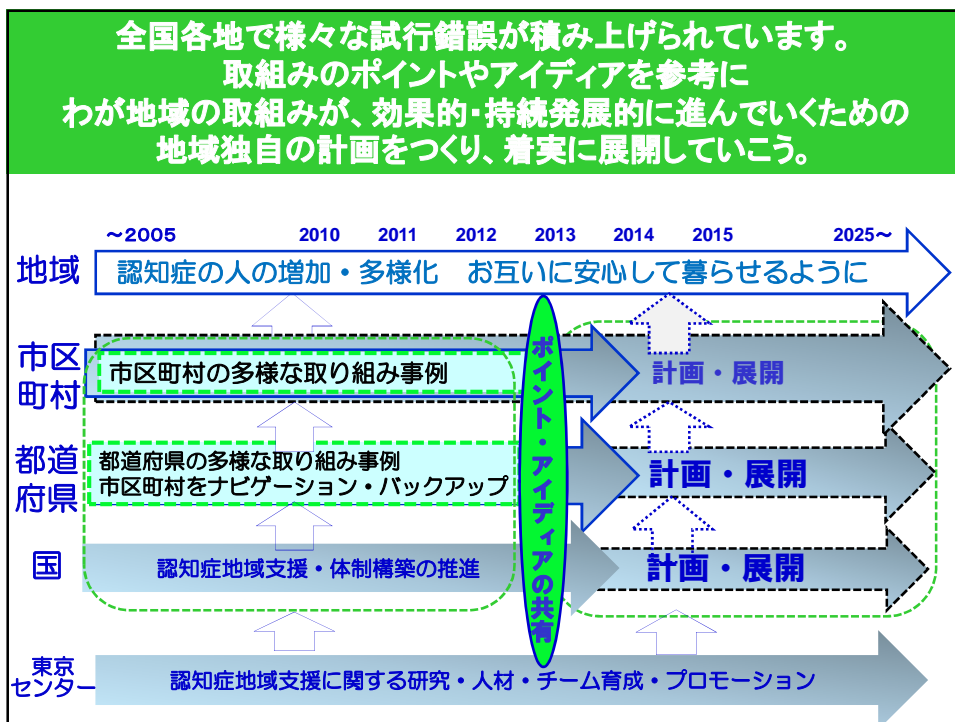 全国各地で様々な試行錯誤が積み上げられています。
取組みのポイントやアイディアを参考に
わが地域の取組みが、効果的・持続発展的に進んでいくための
地域独自の計画をつくり、着実に展開していこう。
～2005 2010 2011 2012 2013 2014 2015 2025～
地域
認知症の人の増加・多様化 お互いに安心して暮らせるように
市区
町村
市区町村の多様な取り組み事例
計画・展開
都道
府県
都道府県の多様な取り組み事例
市区町村をナビゲーション・バックアップ
計画・展開
国
認知症地域支援・体制構築の推進
計画・展開
ポイント・アイディアの共有
東京
センター
認知症地域支援に関する研究・人材・チーム育成・プロモーション